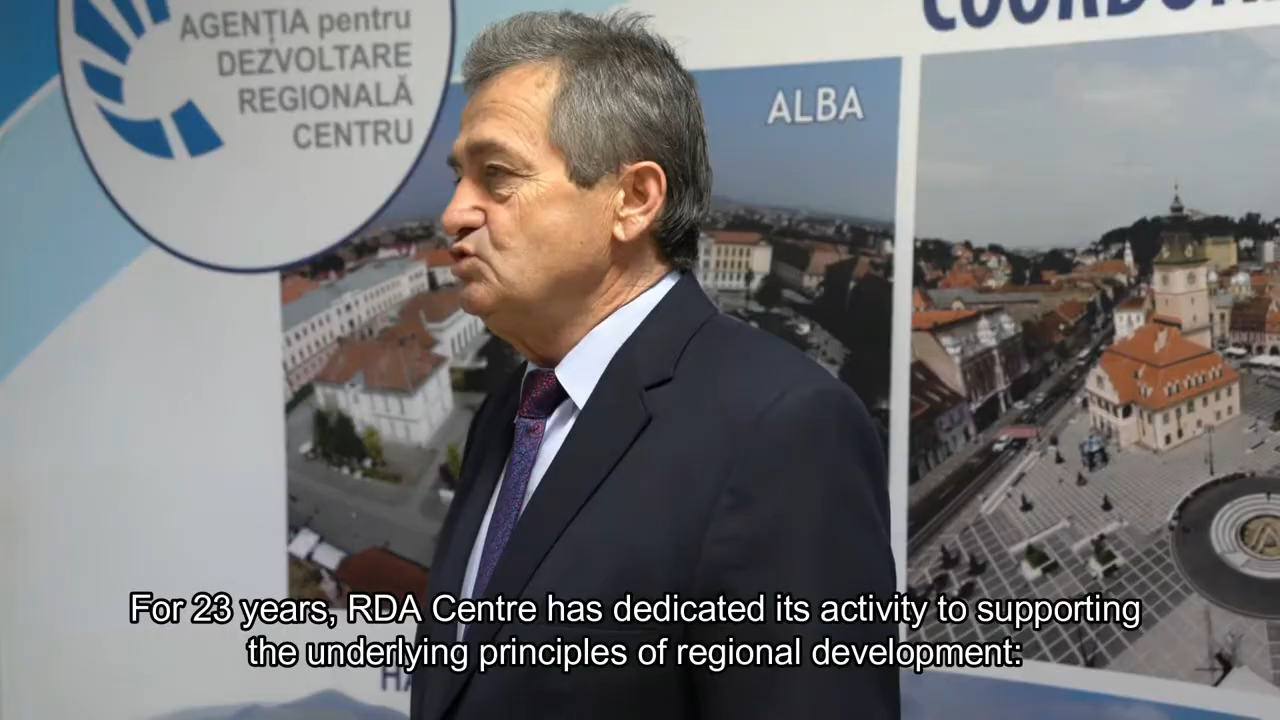 AGENȚIA pentru
DEZVOLTARE
REGIONALĂ
CENTRU
ALBA
For 23 years, RDA Centre has dedicated its activity to supporting
the underlying principles of regional development: